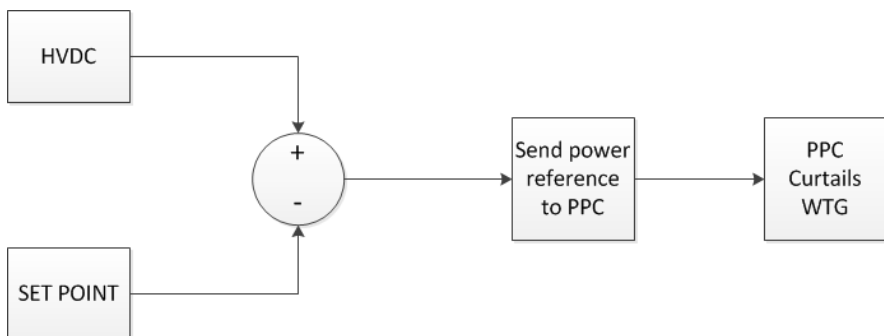 HVDC
+
-
SET POINT
Send power
reference
to PPC
PPC
Curtails
WTG